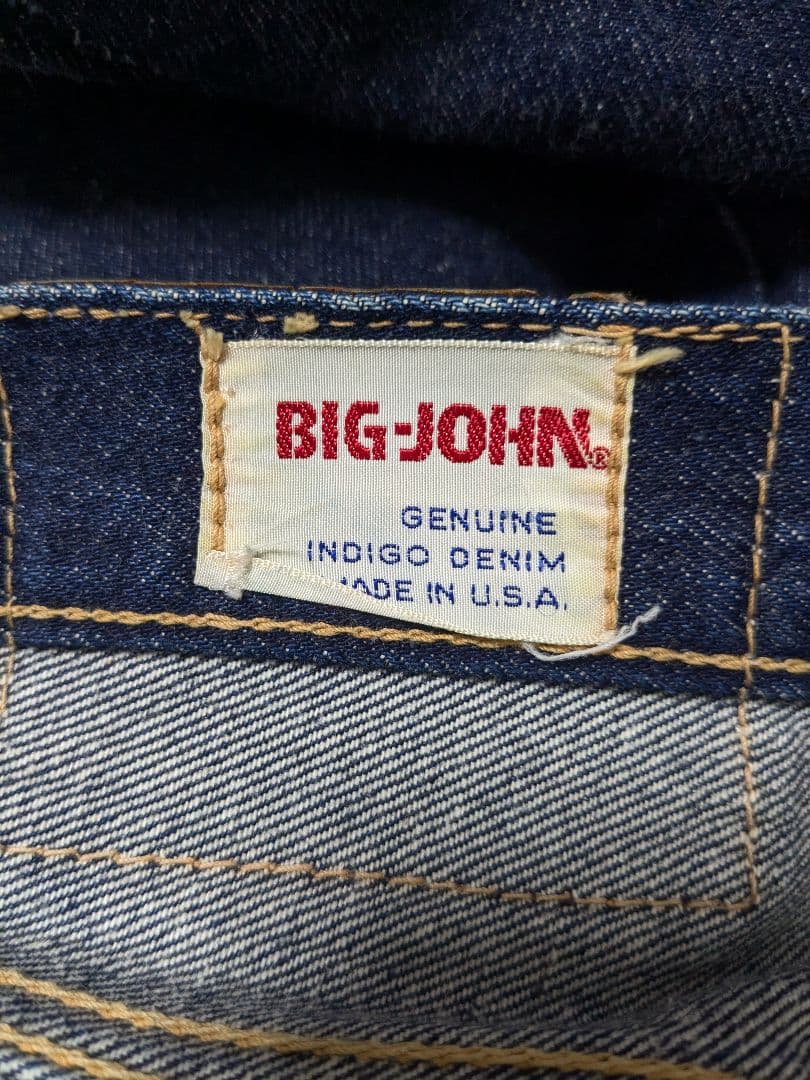 BIG-JOHN®
GENUINE
INDIGO DENIM
MADE IN U.S.A.